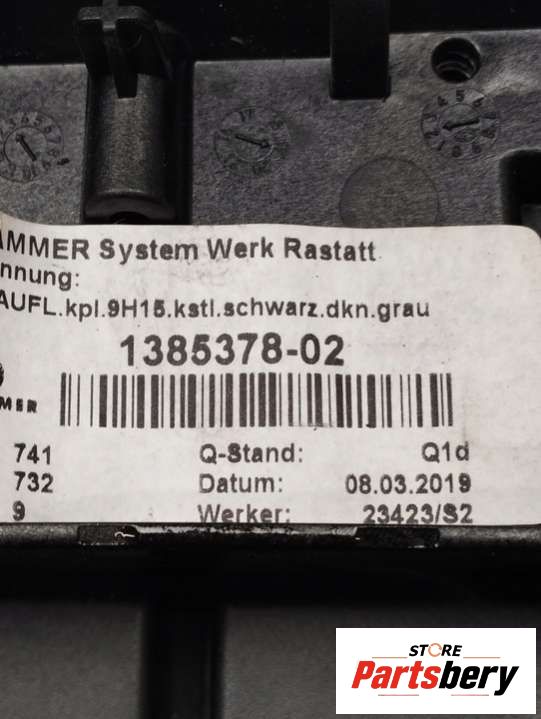 AMMER System Werk Rastatt
nnung:
AUFL.kpl.9H15.kstl.schwarz.dkn.grau
1385378-02
MMER
741 Q-Stand: Q1d
732 Datum: 08.03.2019
9 Werker: 23423/S2
STORE
Partsbery